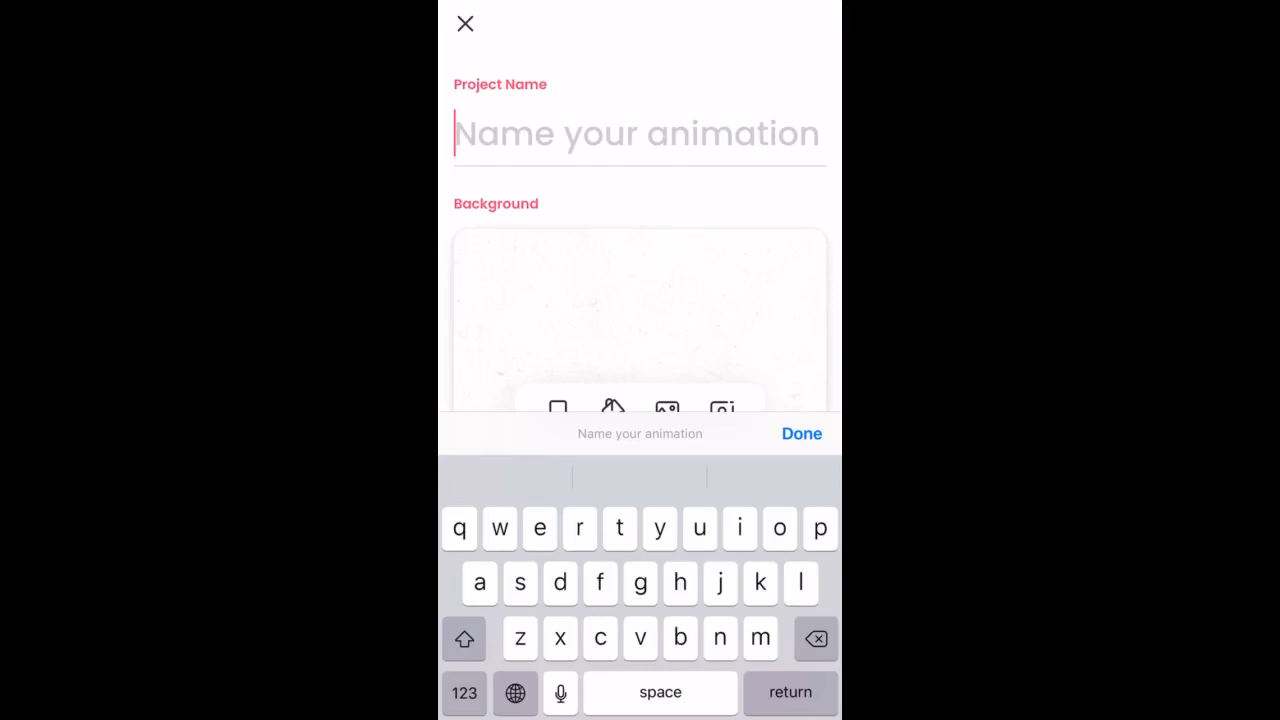 Project Name
Name your animation
Background
Name your animation Done
q w e r t y u i o p
a s d f g h j k l
z x c v b n m
123 space return